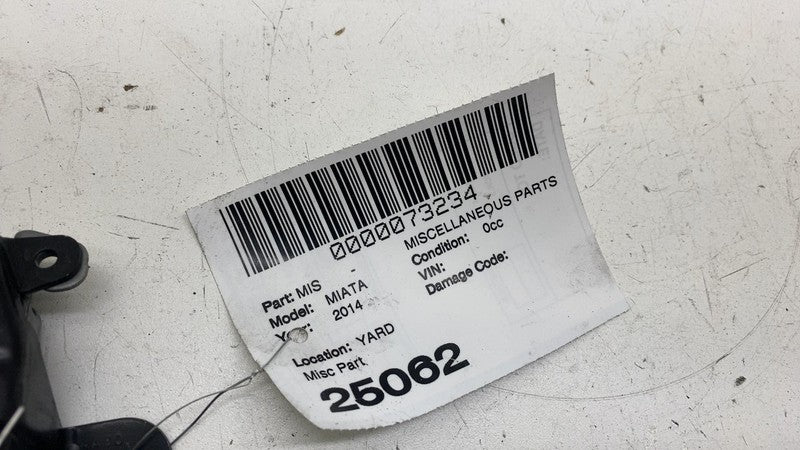 0000073234
Part: MIS - MISCELLANEOUS PARTS
Model: MIATA Condition: 0cc
2014 VIN:
Damage Code:
Location: YARD
Misc Part
25062